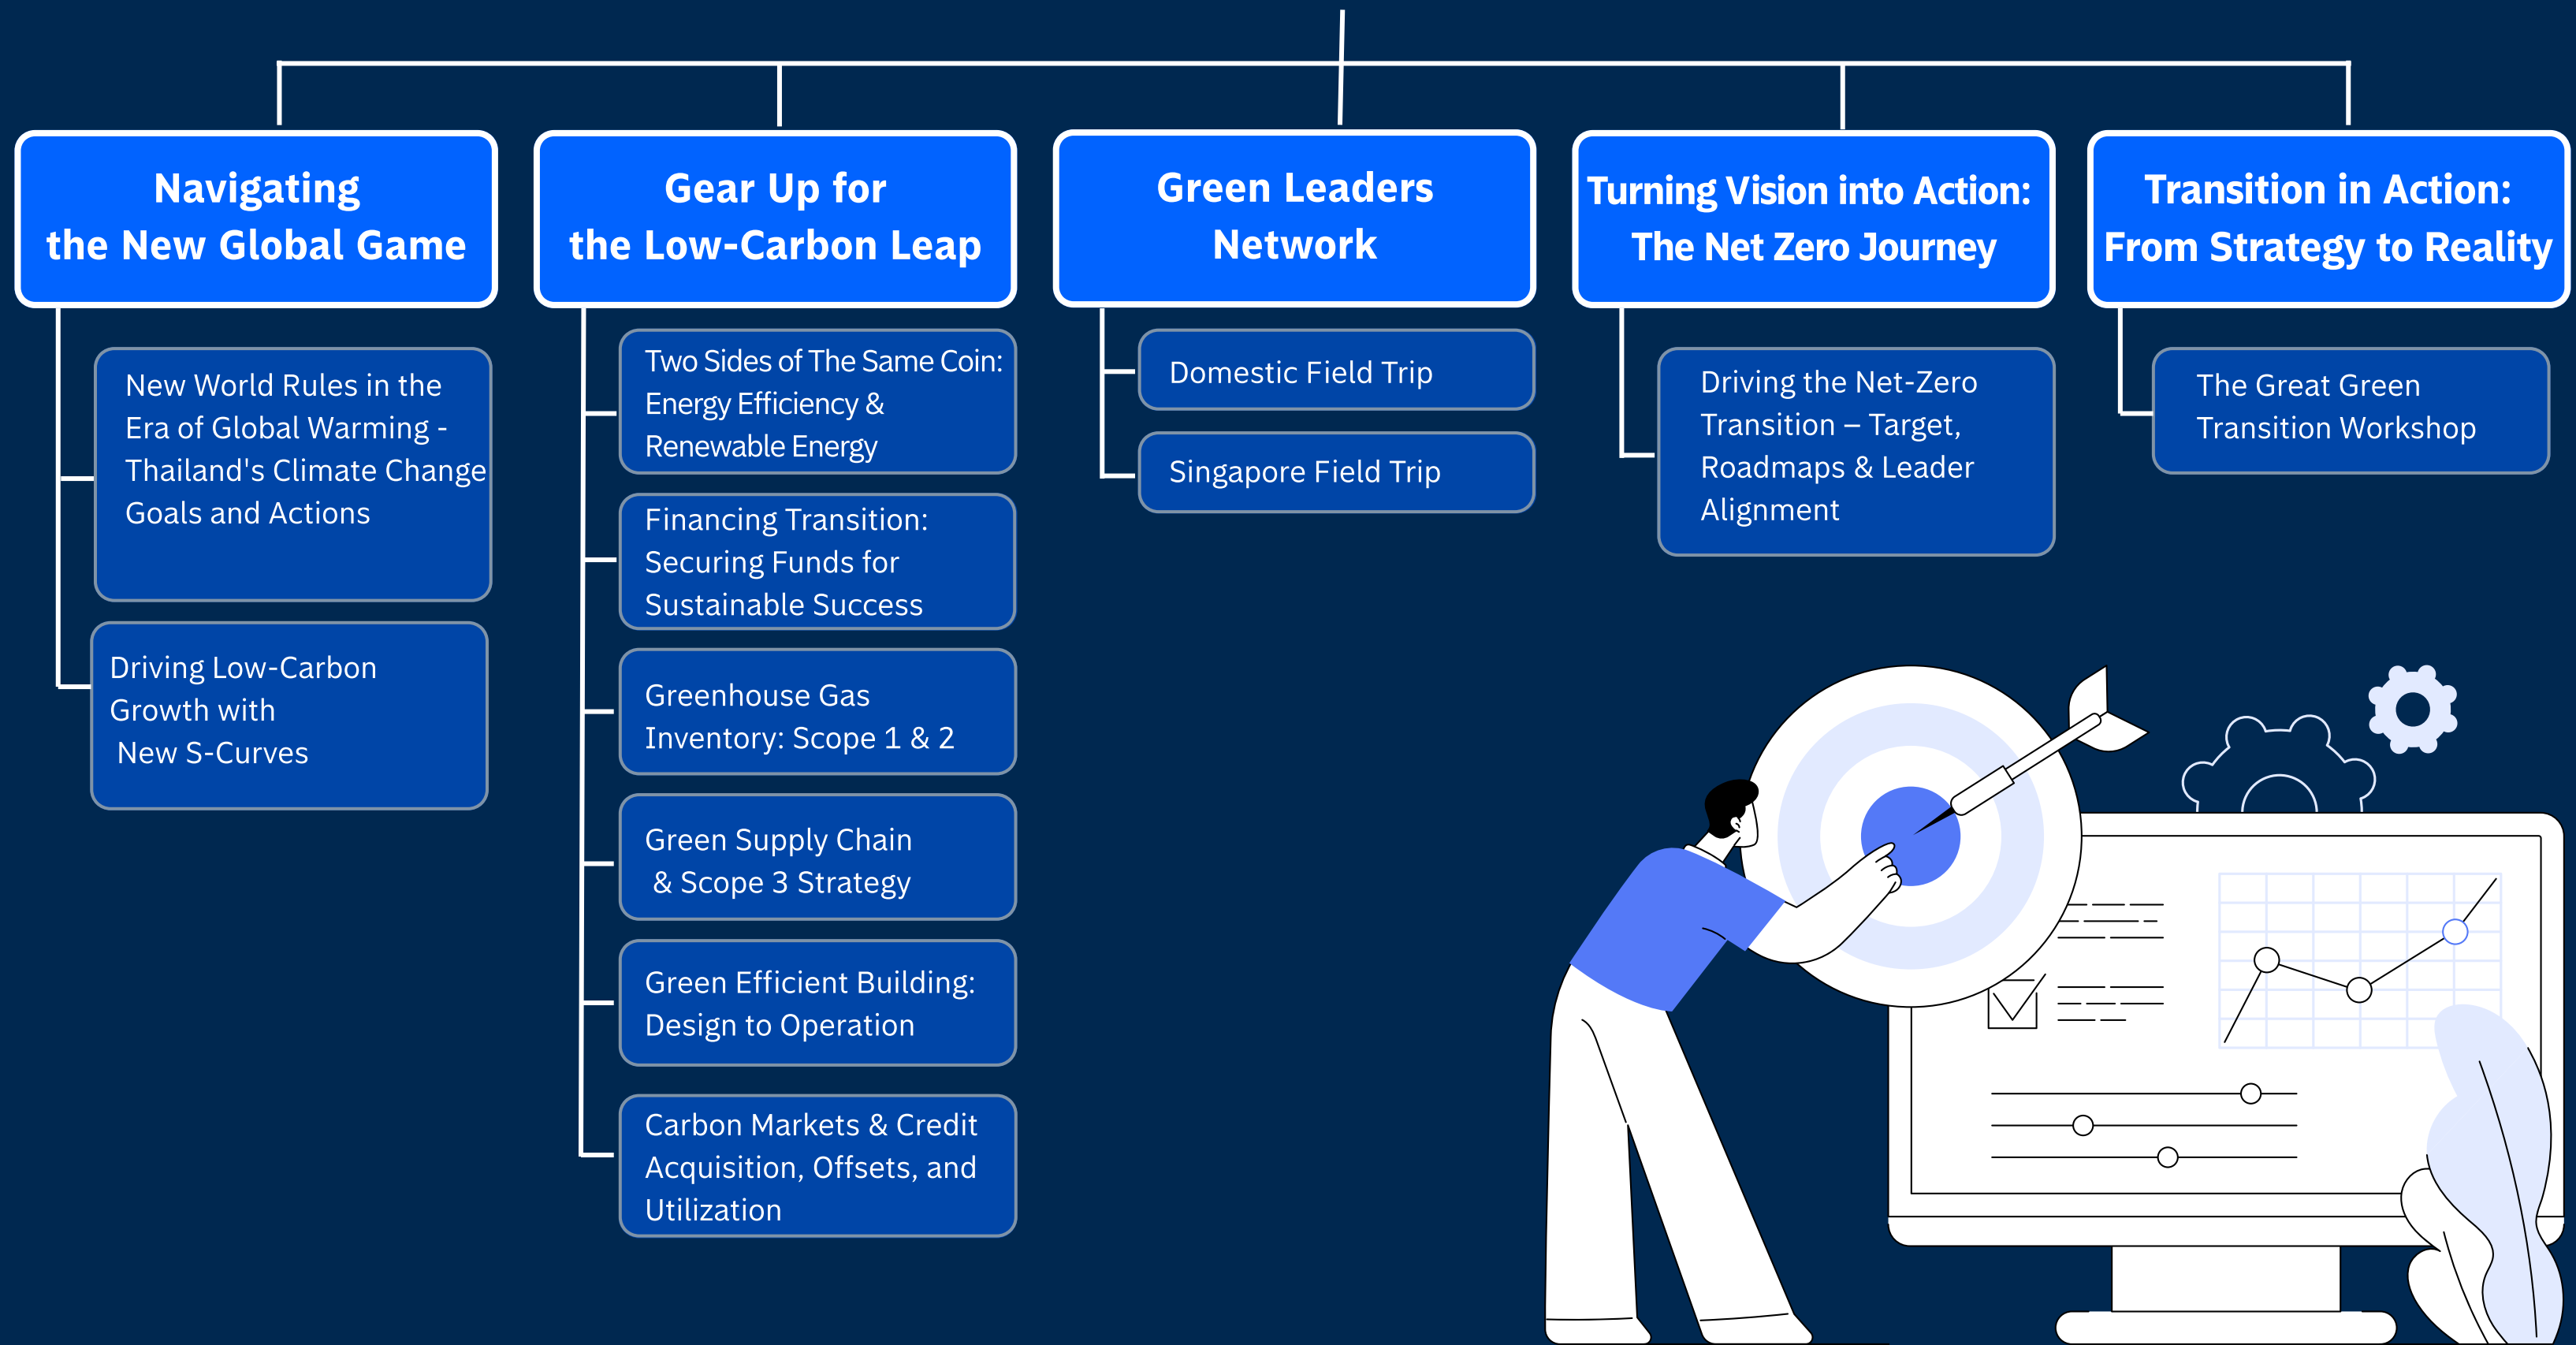 Navigating
the New Global Game
New World Rules in the
Era of Global Warming -
Thailand's Climate Change
Goals and Actions
Driving Low-Carbon
Growth with
New S-Curves
Gear Up for
the Low-Carbon Leap
Two Sides of The Same Coin:
Energy Efficiency &
Renewable Energy
Financing Transition:
Securing Funds for
Sustainable Success
Greenhouse Gas
Inventory: Scope 1 & 2
Green Supply Chain
& Scope 3 Strategy
Green Efficient Building:
Design to Operation
Carbon Markets & Credit
Acquisition, Offsets, and
Utilization
Green Leaders
Network
Domestic Field Trip
Singapore Field Trip
Turning Vision into Action:
The Net Zero Journey
Driving the Net-Zero
Transition – Target,
Roadmaps & Leader
Alignment
Transition in Action:
From Strategy to Reality
The Great Green
Transition Workshop